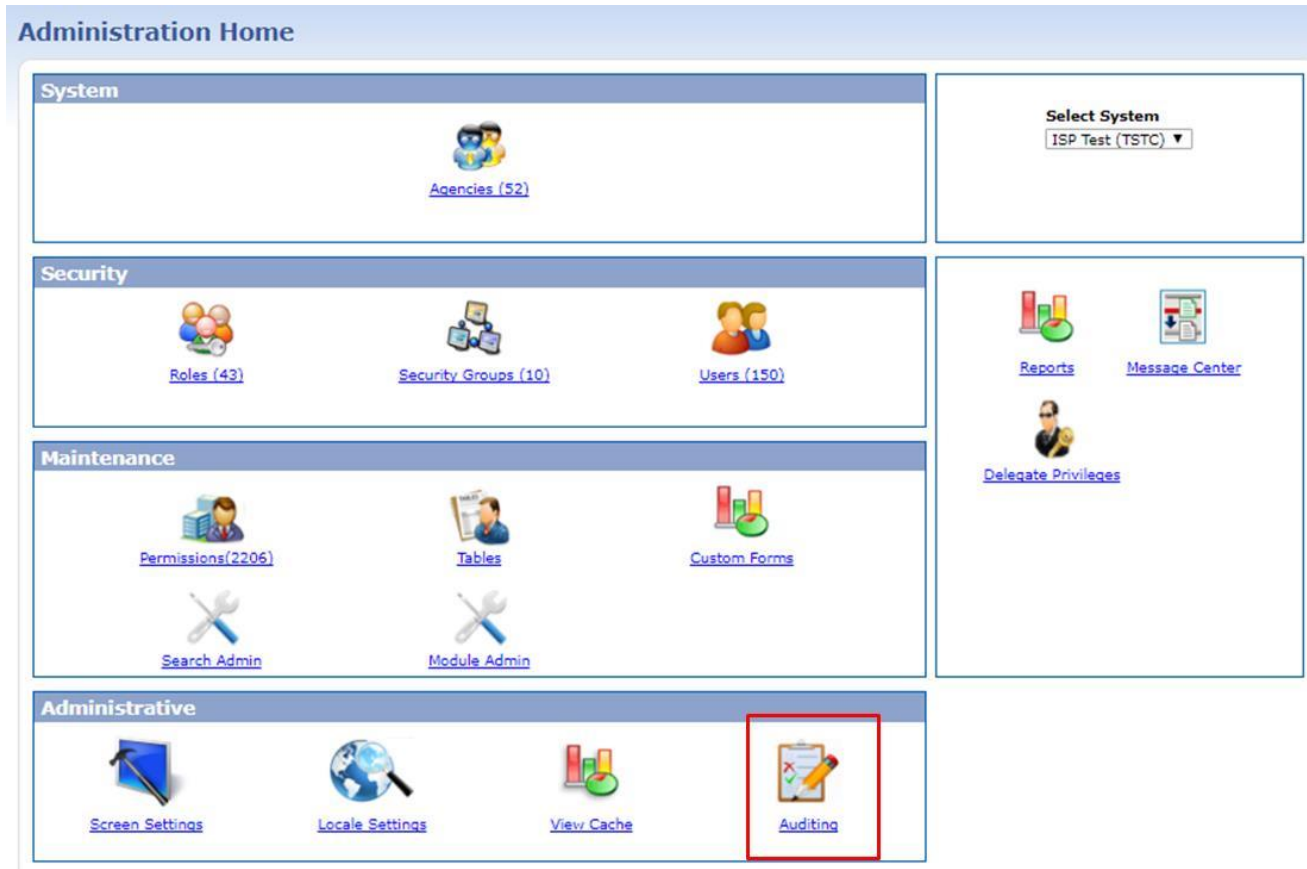 Administration Home
System
Agencies (52)
Select System
ISP Test (TSTC) ▼
Security
Roles (43)
Security Groups (10)
Users (150)
Reports
Message Center
Delegate Privileges
Maintenance
Permissions(2206)
Tables
Custom Forms
Search Admin
Module Admin
Administrative
Screen Settings
Locale Settings
View Cache
Auditing